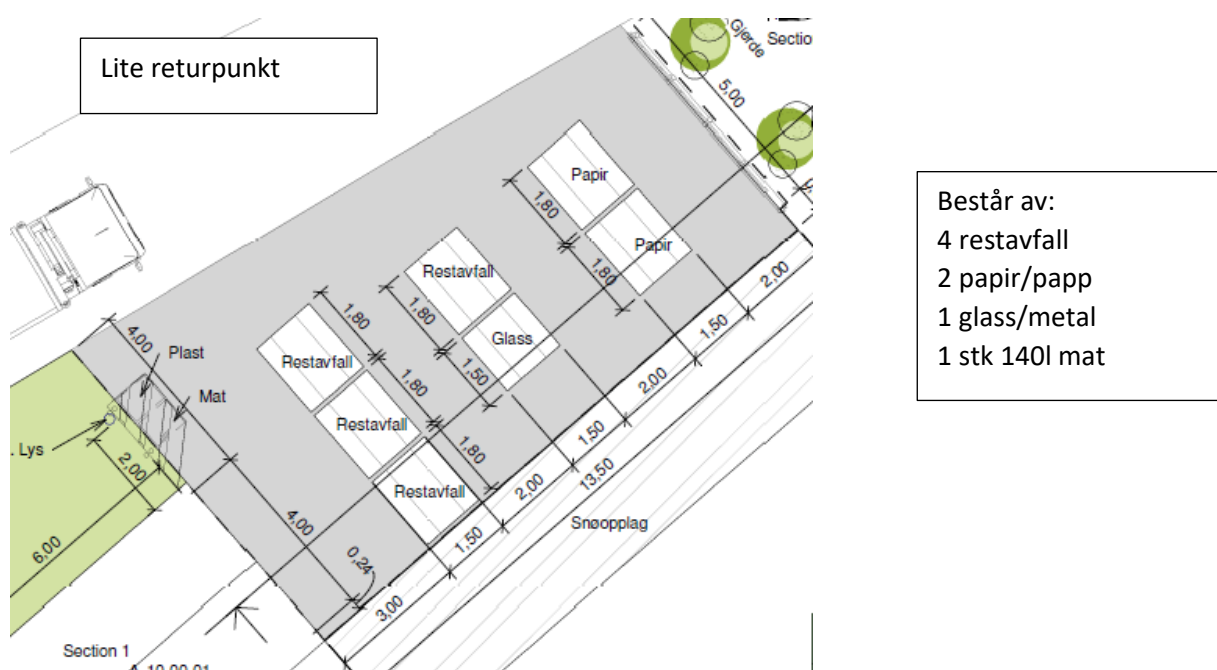 Lite returpunkt
Gjerde
Sectio
5,00
Papir
1,80
Papir
1,80
Restavfall
1,80
Glass
1,50
Restavfall
1,80
Restavfall
1,80
Restavfall
1,80
4,00
Plast
Mat
. Lys
2,00
6,00
4,00
0,24
3,00
1,50
2,00
1,50
2,00
1,50
2,00
13,50
Snøopplag
Section 1
Består av:
4 restavfall
2 papir/papp
1 glass/metal
1 stk 140l mat